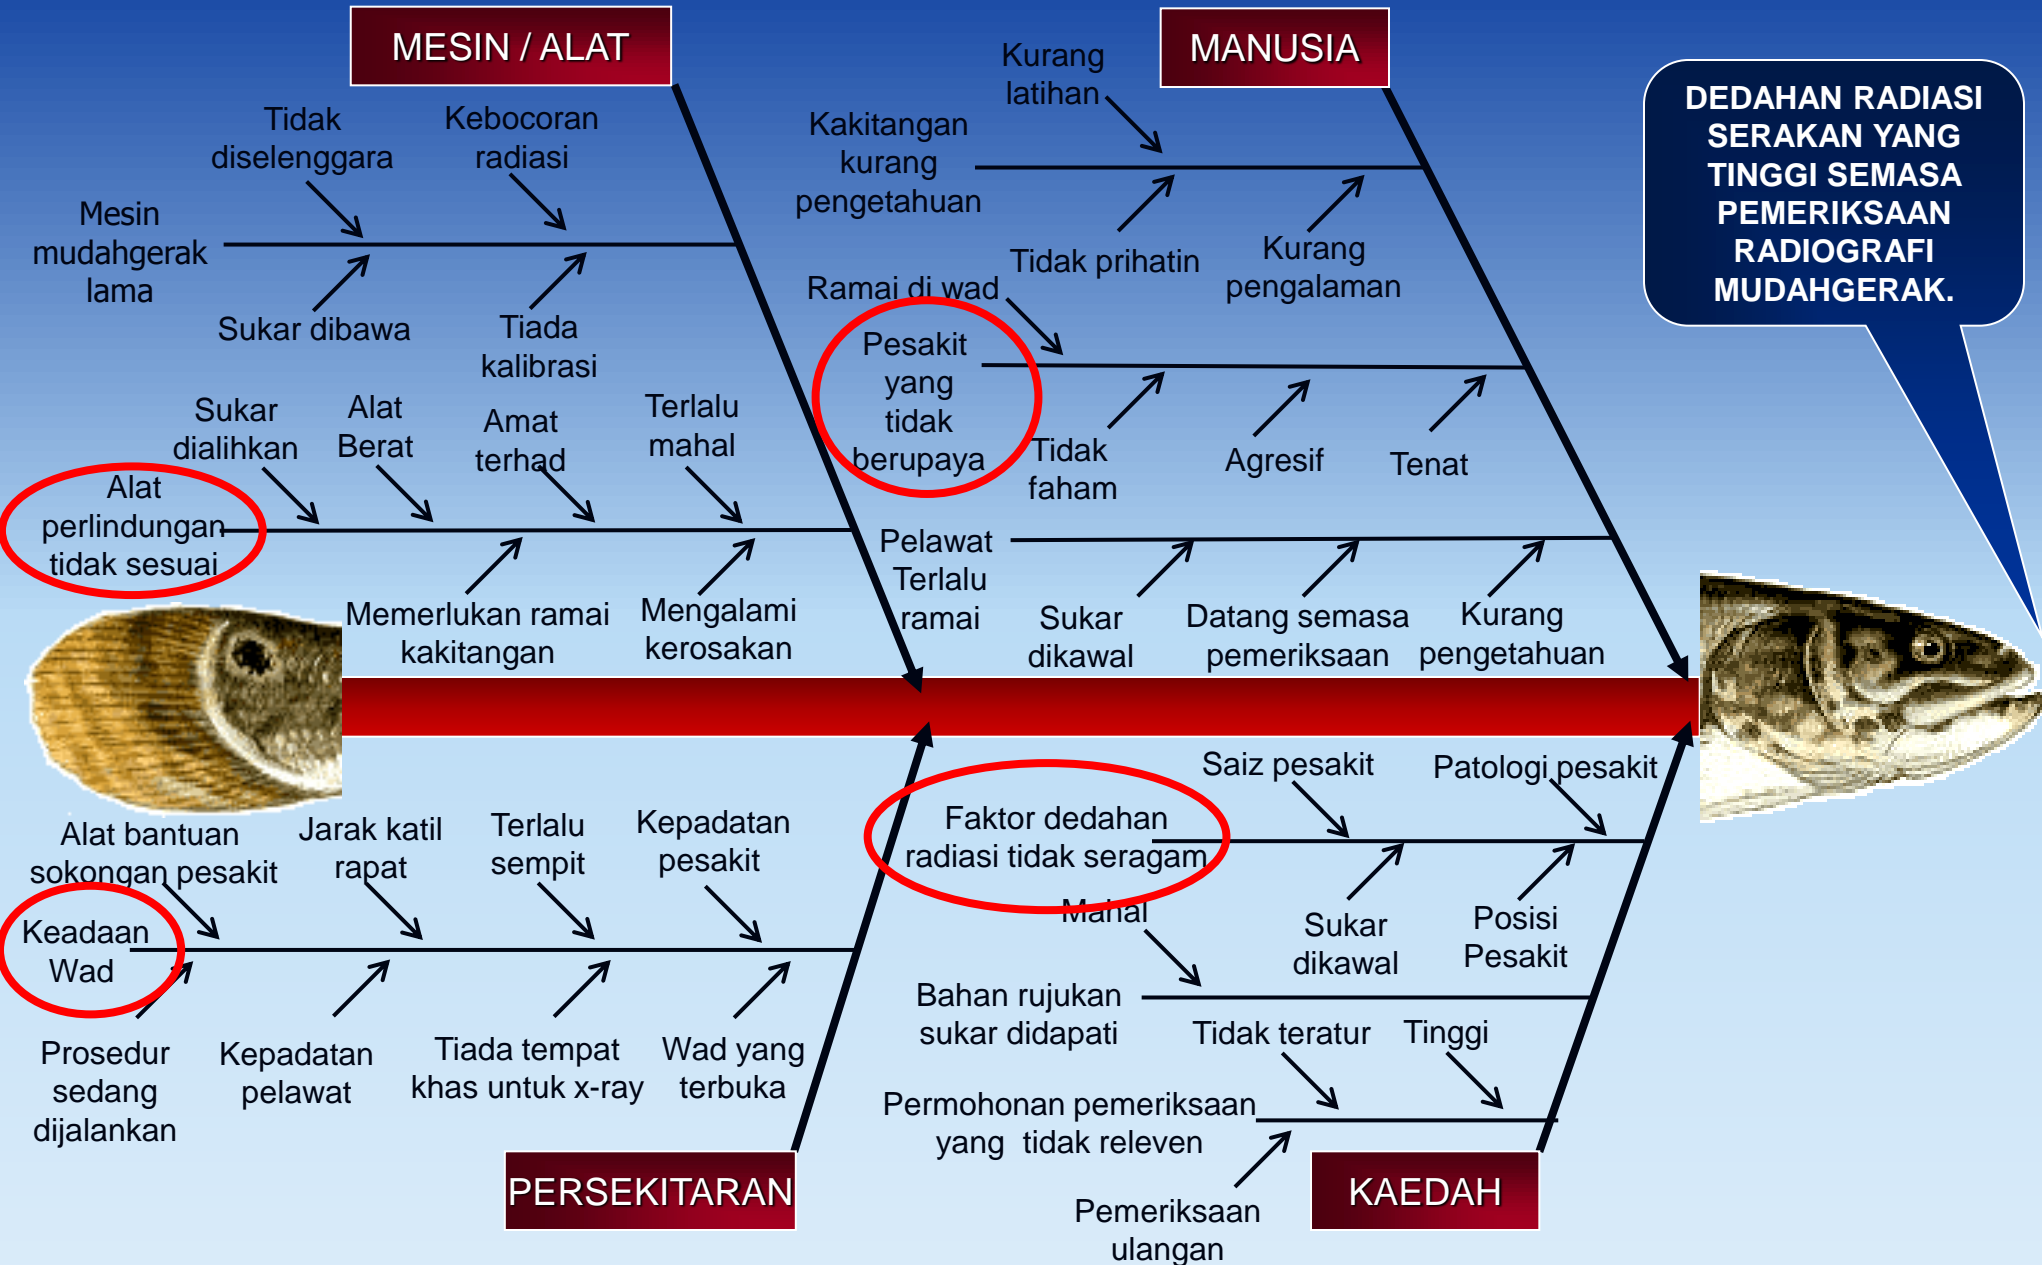 MESIN / ALAT
MANUSIA
DEDAHAN RADIASI
SERAKAN YANG
TINGGI SEMASA
PEMERIKSAAN
RADIOGRAFI
MUDAHGERAK.
Tidak
diselenggara
Kebocoran
radiasi
Mesin
mudahgerak
lama
Sukar dibawa
Tiada
kalibrasi
Sukar
dialihkan
Alat
Berat
Amat
terhad
Terlalu
mahal
Alat
perlindungan
tidak sesuai
Memerlukan ramai
kakitangan
Mengalami
kerosakan
Kurang
latihan
Kakitangan
kurang
pengetahuan
Tidak prihatin
Kurang
pengalaman
Ramai di wad
Pesakit
yang
tidak
berupaya
Tidak
faham
Agresif
Tenat
Pelawat
Terlalu
ramai
Sukar
dikawal
Datang semasa
pemeriksaan
Kurang
pengetahuan
Alat bantuan
sokongan pesakit
Jarak katil
rapat
Terlalu
sempit
Kepadatan
pesakit
Keadaan
Wad
Prosedur
sedang
dijalankan
Kepadatan
pelawat
Tiada tempat
khas untuk x-ray
Wad yang
terbuka
Saiz pesakit
Patologi pesakit
Faktor dedahan
radiasi tidak seragam
Sukar
dikawal
Posisi
Pesakit
Mahal
Bahan rujukan
sukar didapati
Tidak teratur
Tinggi
Permohonan pemeriksaan
yang tidak releven
Pemeriksaan
ulangan
PERSEKITARAN
KAEDAH